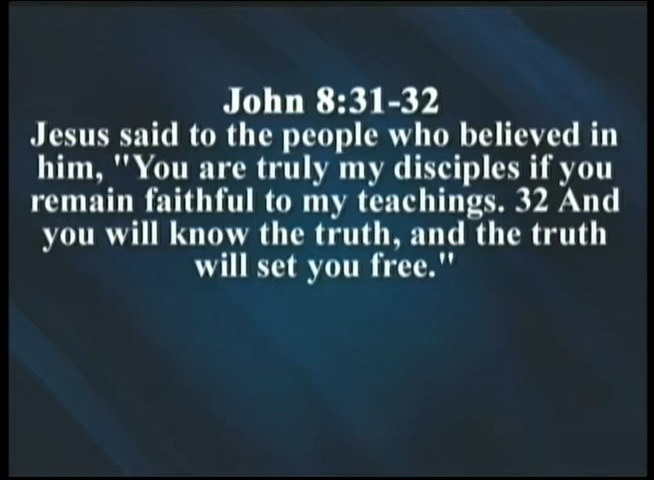 John 8:31-32
Jesus said to the people who believed in
him, "You are truly my disciples if you
remain faithful to my teachings. 32 And
you will know the truth, and the truth
will set you free."